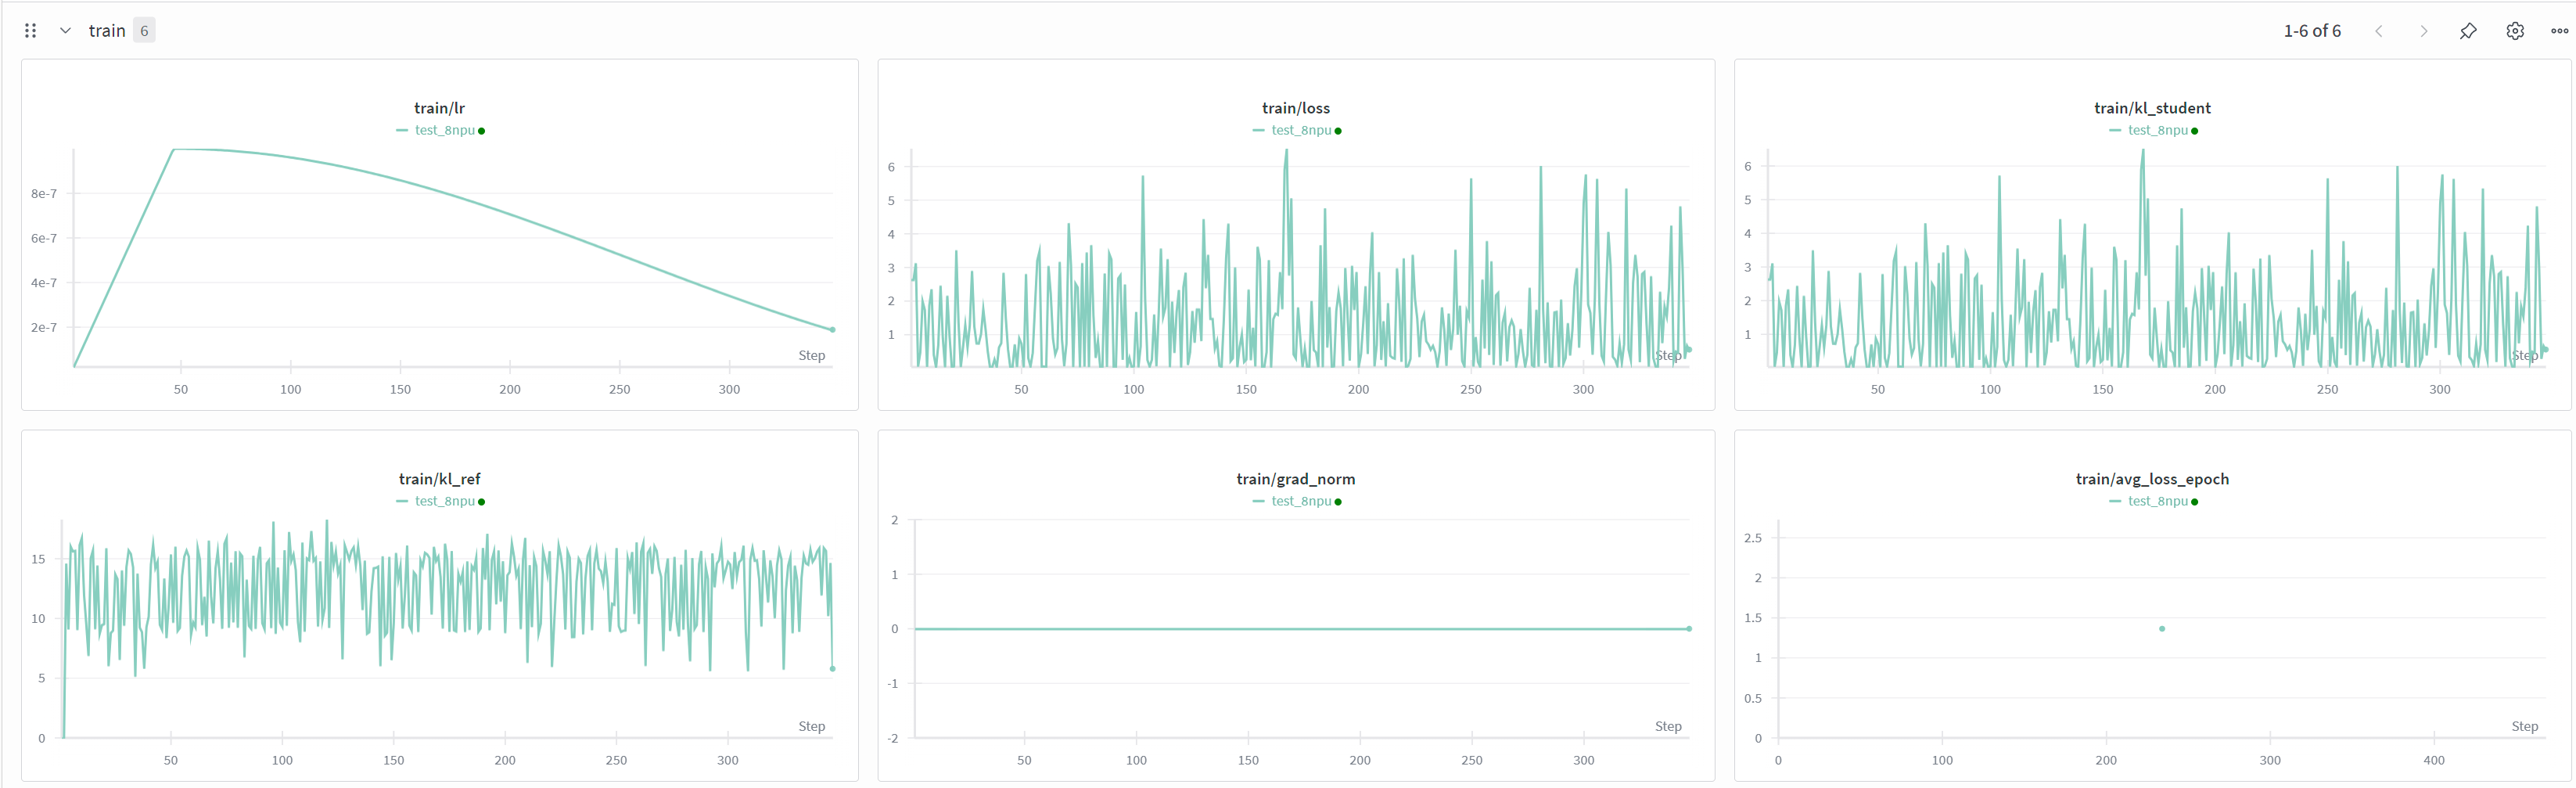 train 6
1-6 of 6
train/lr
test_8npu
8e-7
6e-7
4e-7
2e-7
Step
50 100 150 200 250 300
train/loss
test_8npu
6
5
4
3
2
1
Step
50 100 150 200 250 300
train/kl_student
test_8npu
6
5
4
3
2
1
Step
50 100 150 200 250 300
train/kl_ref
test_8npu
15
10
5
0
Step
50 100 150 200 250 300
train/grad_norm
test_8npu
2
1
0
-1
-2
Step
50 100 150 200 250 300
train/avg_loss_epoch
test_8npu
2.5
2
1.5
1
0.5
0
Step
0 100 200 300 400